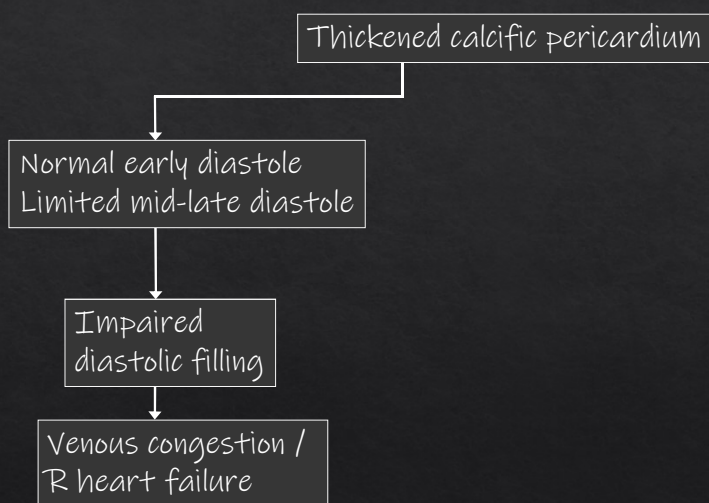 Thickened calcific pericardium
Normal early diastole
Limited mid-late diastole
Impaired
diastolic filling
Venous congestion /
R heart failure